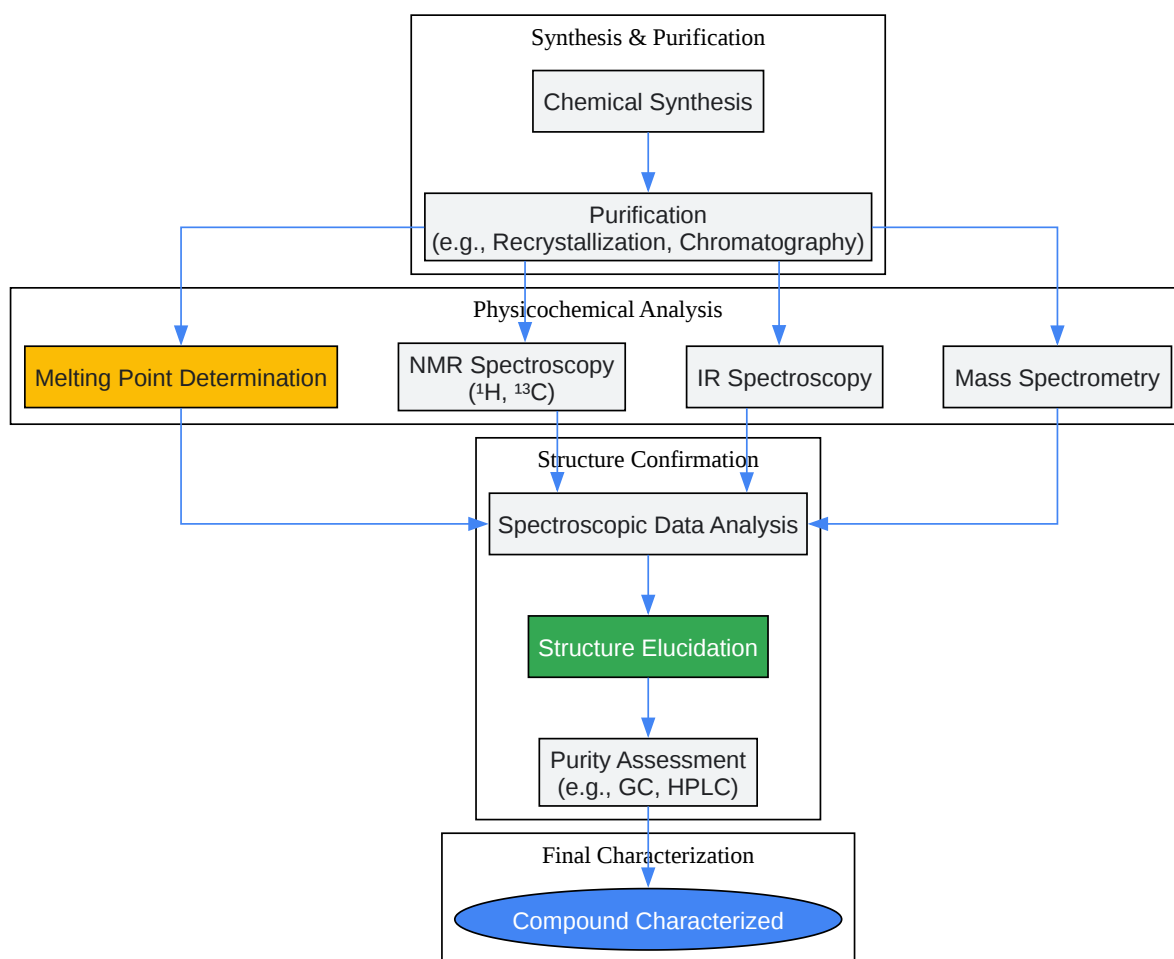 Synthesis & Purification
Chemical Synthesis
Purification
(e.g., Recrystallization, Chromatography)
Physicochemical Analysis
Melting Point Determination
NMR Spectroscopy
(¹H, ¹³C)
IR Spectroscopy
Mass Spectrometry
Structure Confirmation
Spectroscopic Data Analysis
Structure Elucidation
Purity Assessment
(e.g., GC, HPLC)
Final Characterization
Compound Characterized